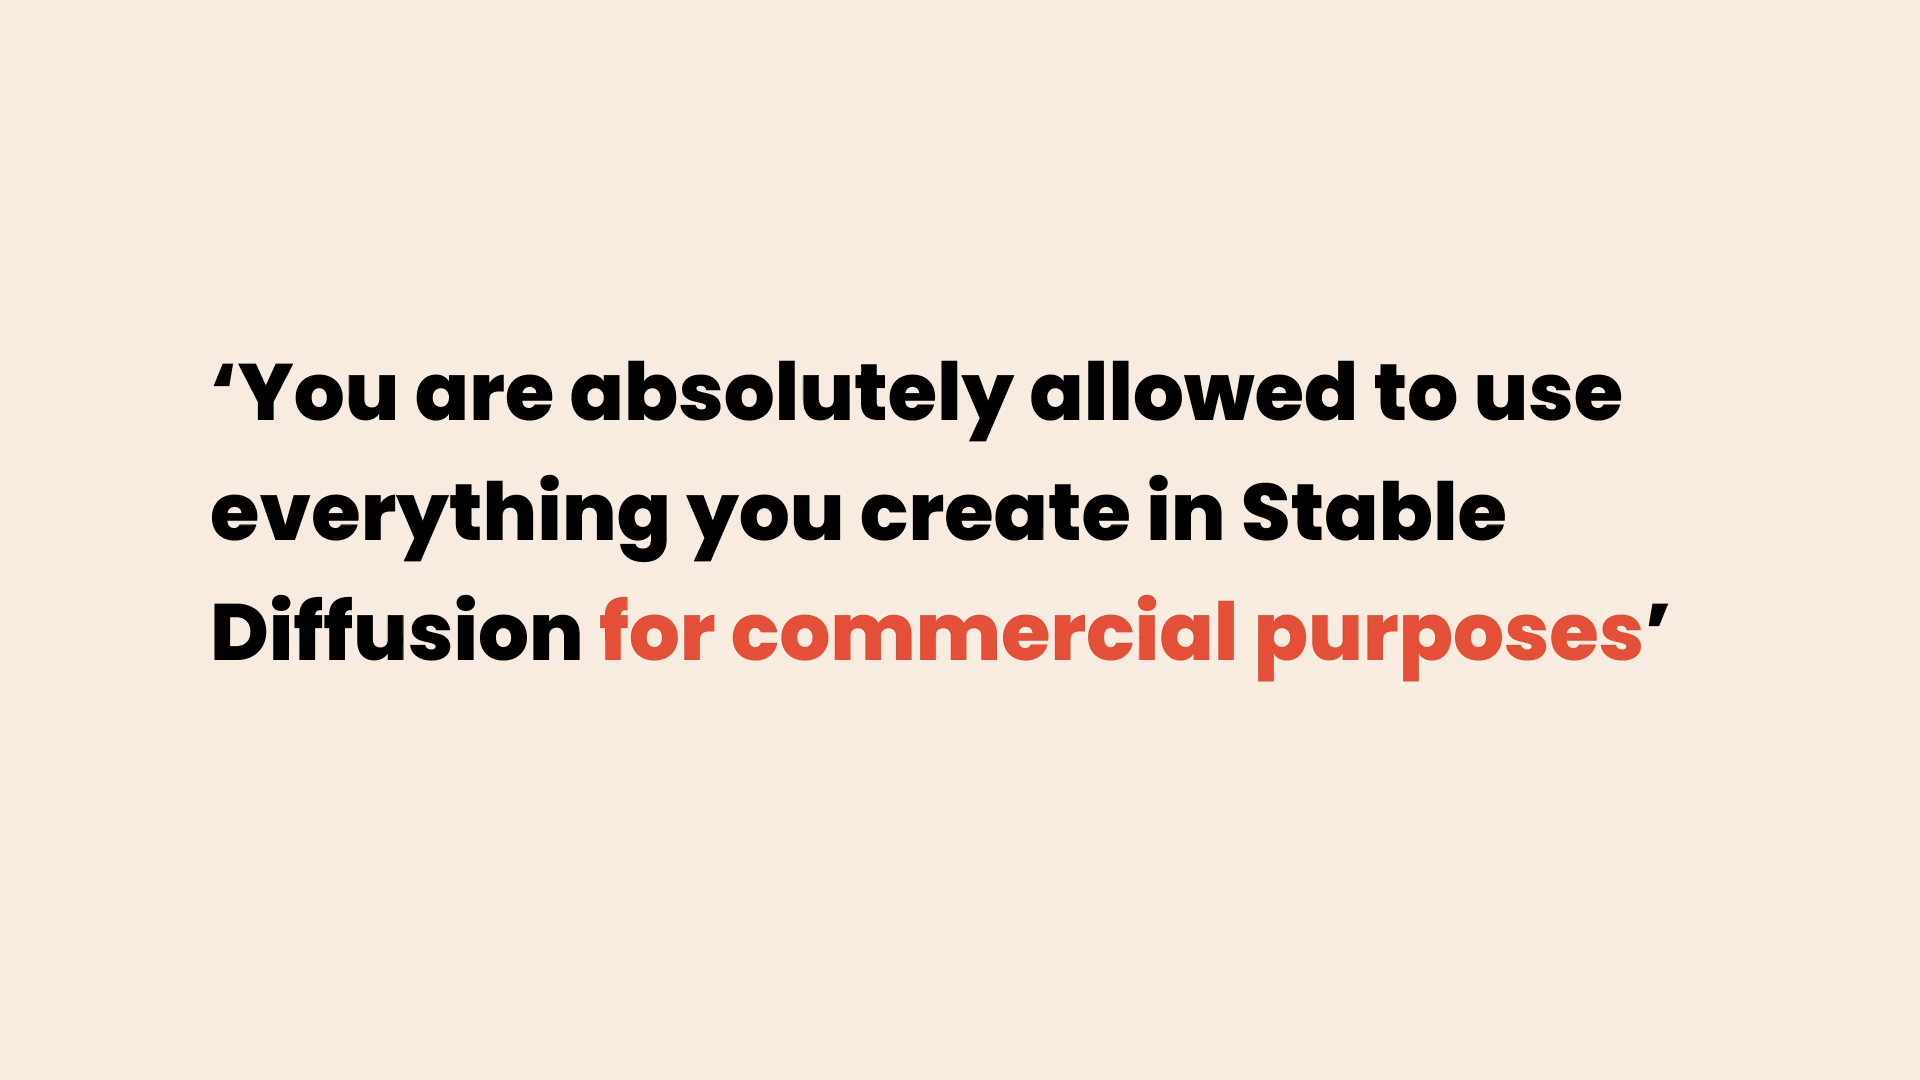 ‘You are absolutely allowed to use
everything you create in Stable
Diffusion for commercial purposes’